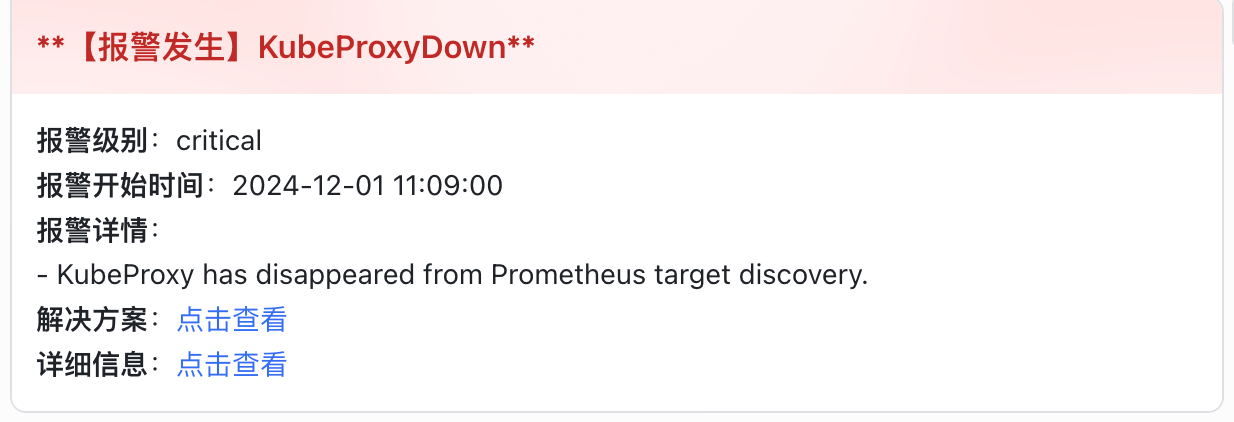 **【报警发生】KubeProxyDown**
报警级别：critical
报警开始时间：2024-12-01 11:09:00
报警详情：
- KubeProxy has disappeared from Prometheus target discovery.
解决方案：点击查看
详细信息：点击查看